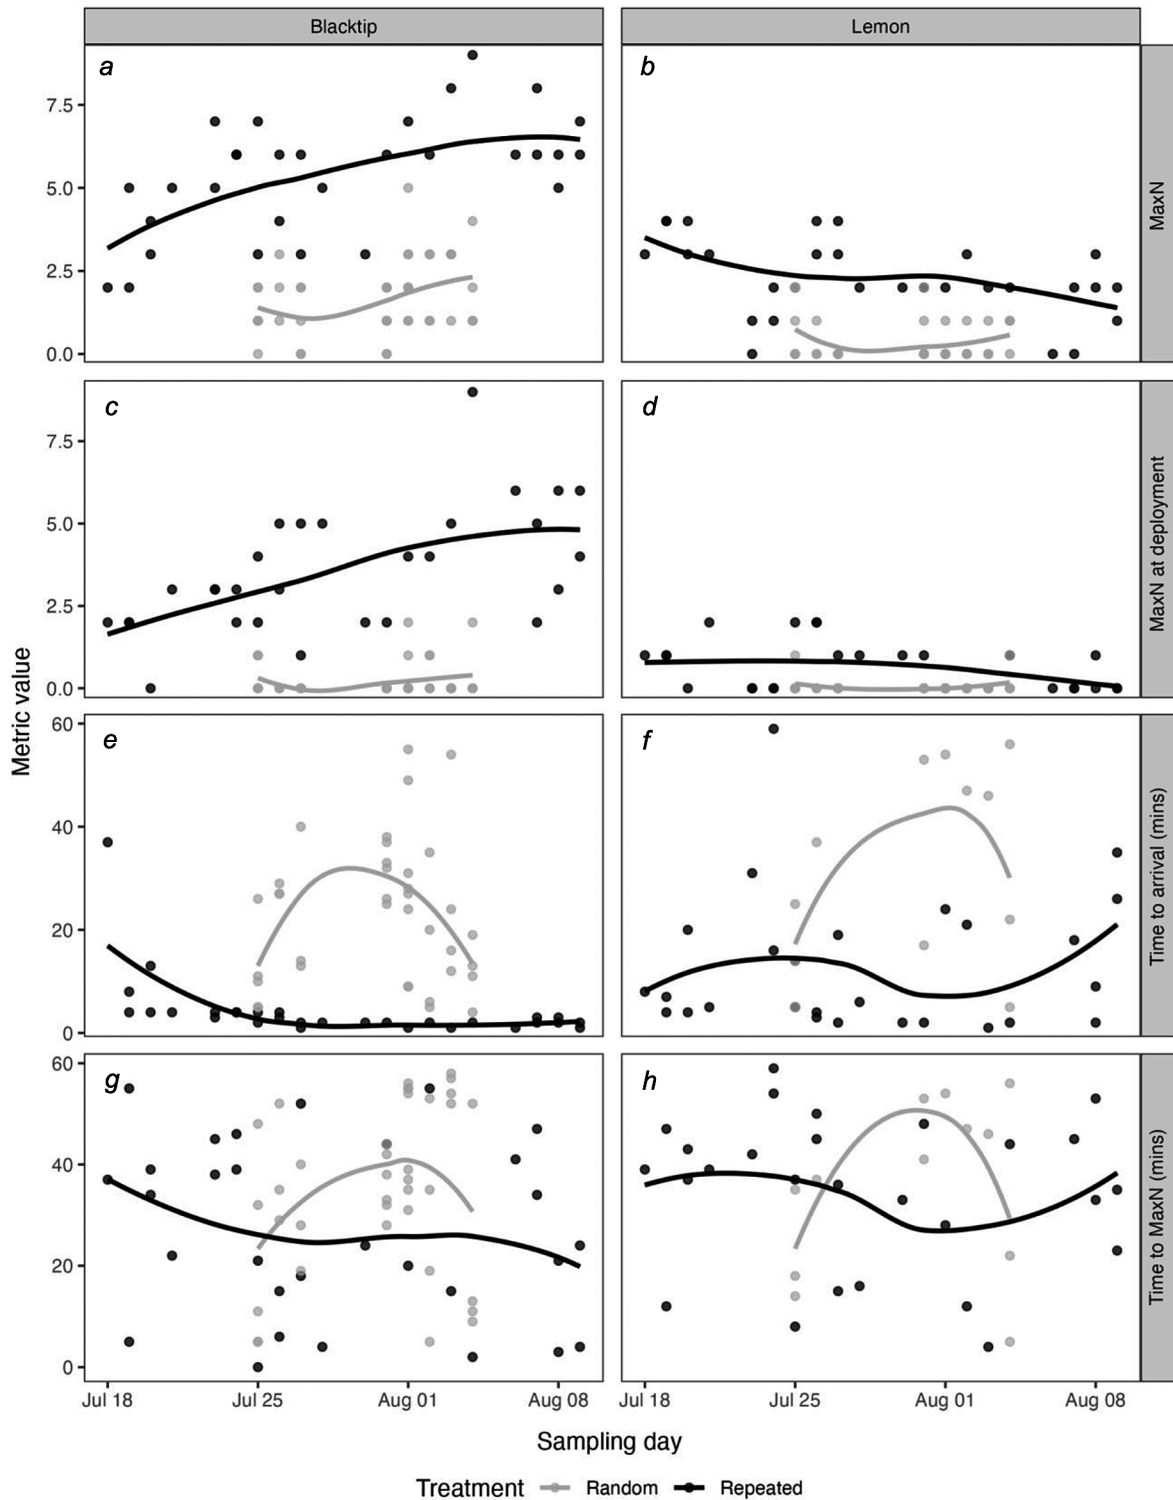 Blacktip Lemon
a b
7.5
5.0
2.5
0.0
MaxN
c d
7.5
5.0
2.5
0.0
MaxN at deployment
Metric value
e f
60
40
20
0
Time to arrival (mins)
g h
60
40
20
0
Time to MaxN (mins)
Jul 18 Jul 25 Aug 01 Aug 08 Jul 18 Jul 25 Aug 01 Aug 08
Sampling day
Treatment Random Repeated